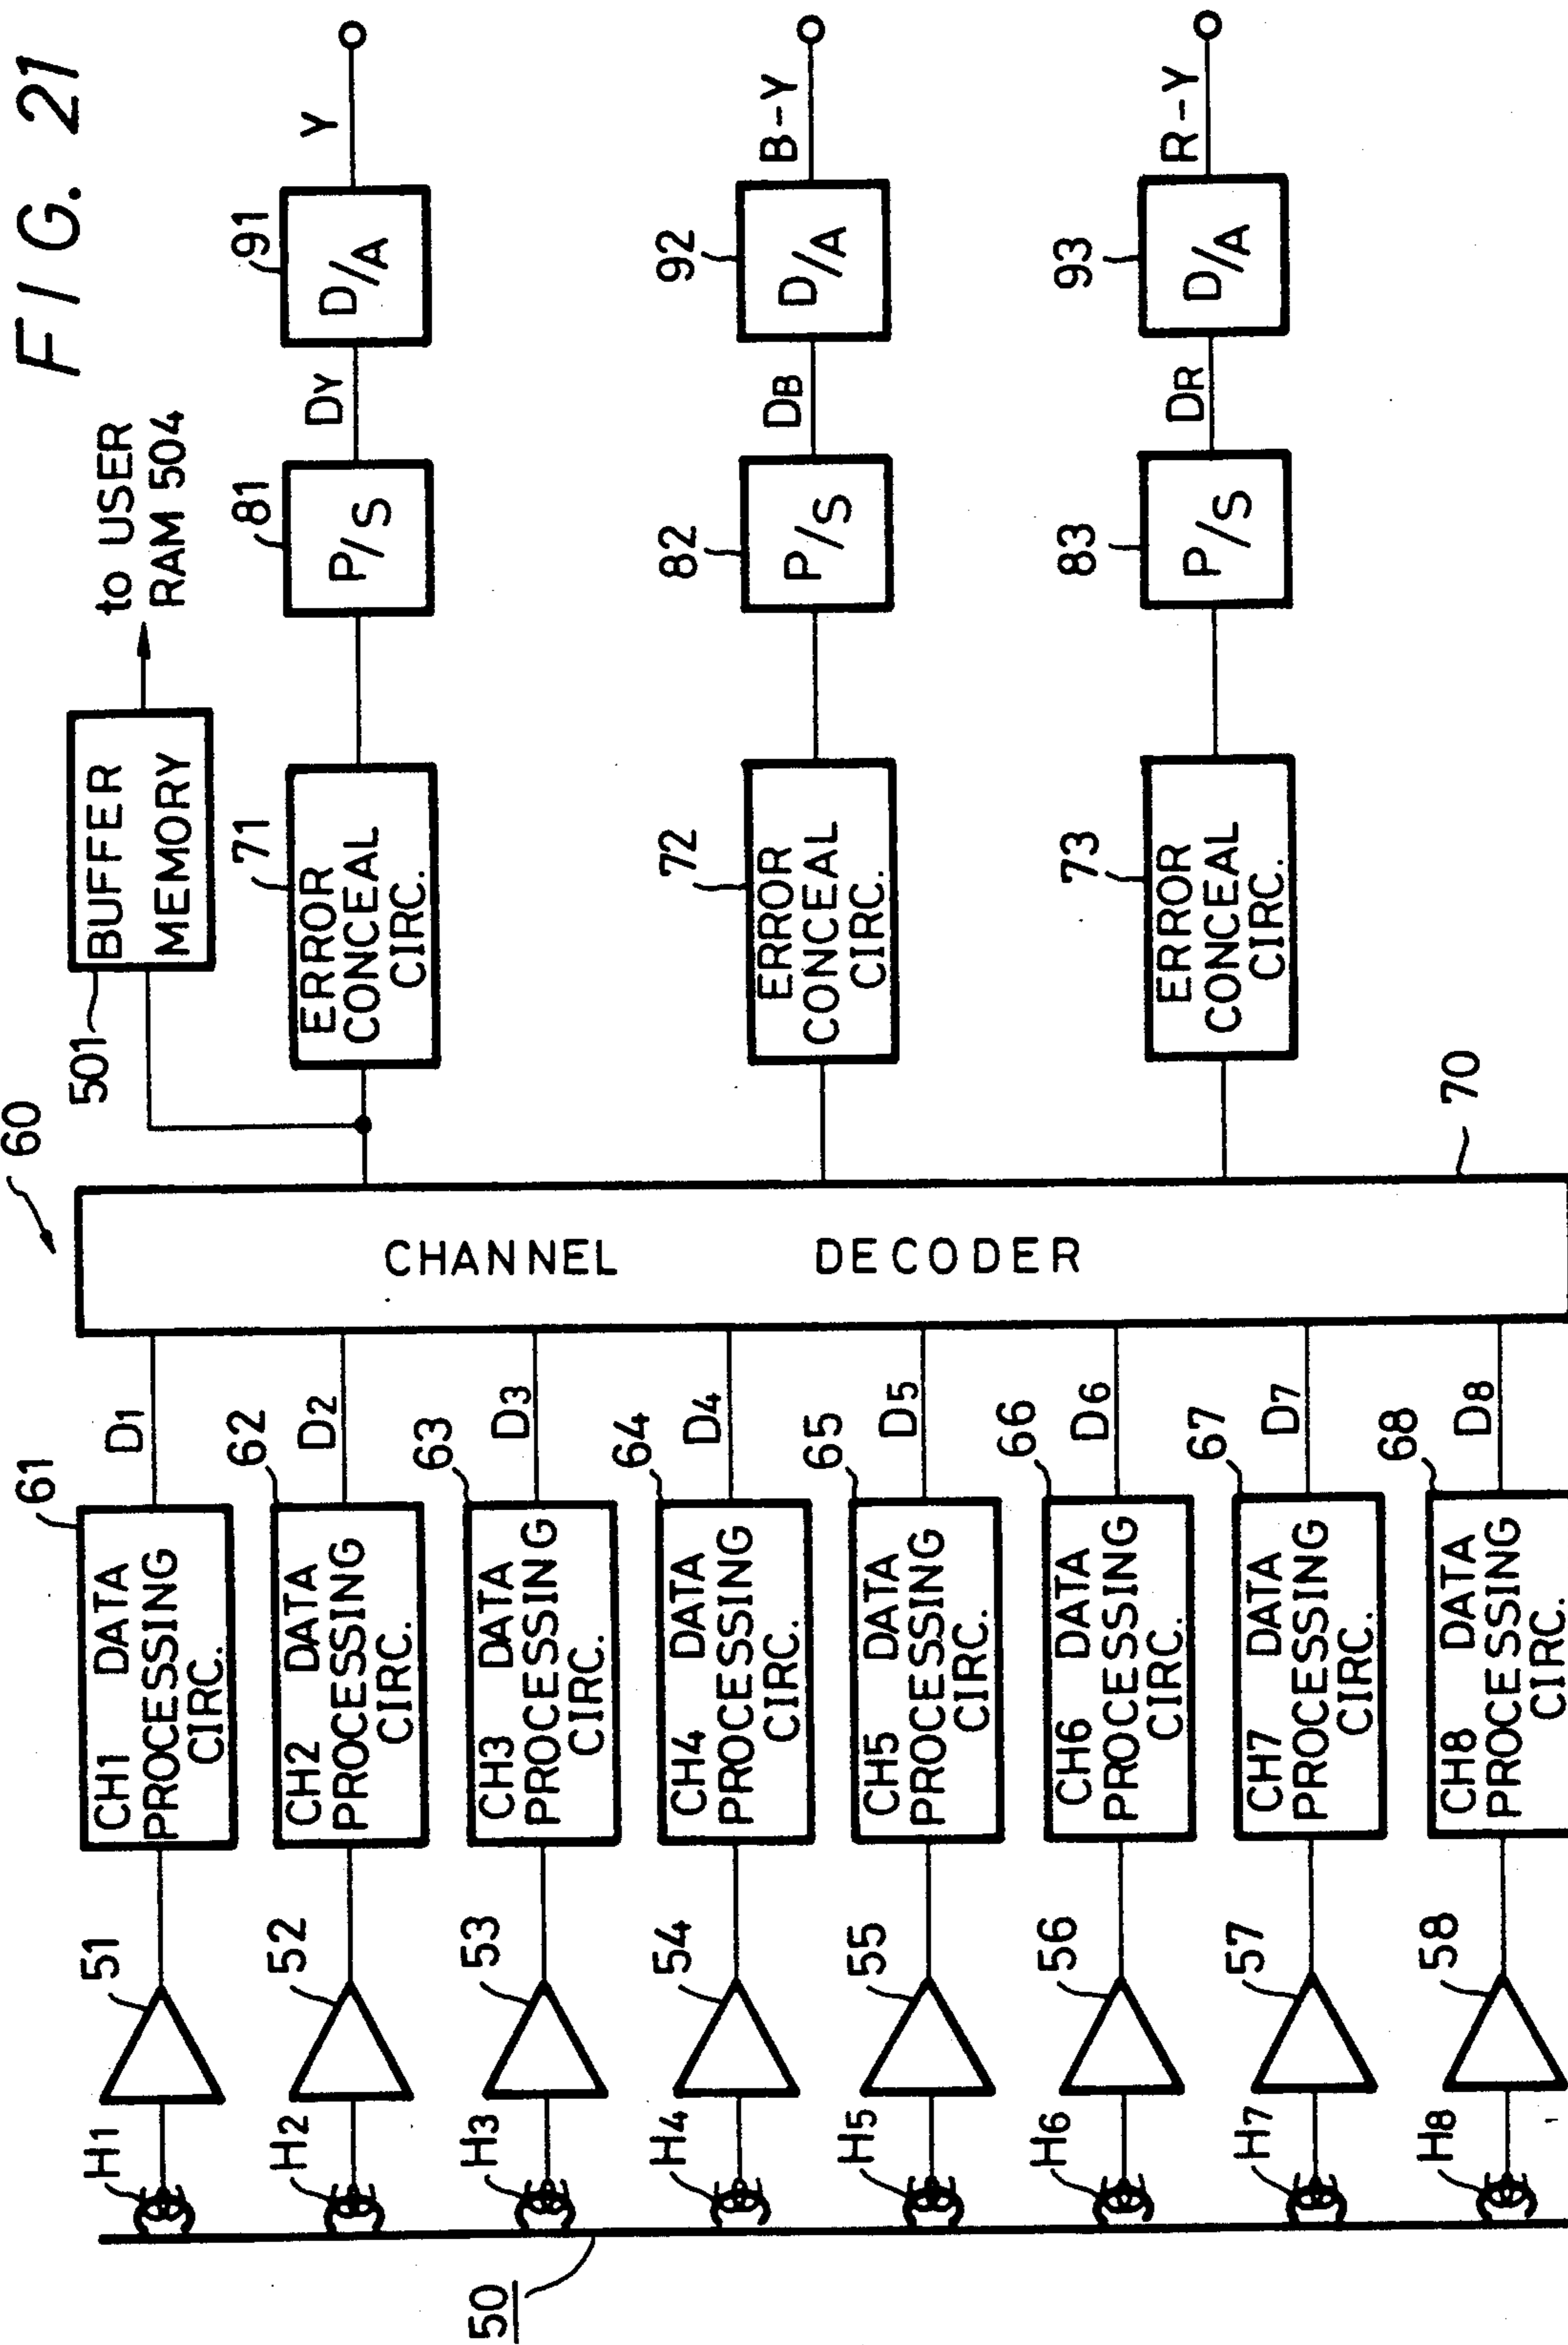 FIG. 21
60
501
BUFFER
MEMORY
to USER
RAM 504
H1
51
61
CH1 DATA
PROCESSING
CIRC.
D1
H2
52
62
CH2 DATA
PROCESSING
CIRC.
D2
H3
53
63
CH3 DATA
PROCESSING
CIRC.
D3
H4
54
64
CH4 DATA
PROCESSING
CIRC.
D4
H5
55
65
CH5 DATA
PROCESSING
CIRC.
D5
H6
56
66
CH6 DATA
PROCESSING
CIRC.
D6
H7
57
67
CH7 DATA
PROCESSING
CIRC.
D7
H8
58
68
CH8 DATA
PROCESSING
CIRC.
D8
50
CHANNEL DECODER
70
71
ERROR
CONCEAL
CIRC.
81
P/S
DY
91
D/A
Y
72
ERROR
CONCEAL
CIRC.
82
P/S
DB
92
D/A
B-Y
73
ERROR
CONCEAL
CIRC.
83
P/S
DR
93
D/A
R-Y